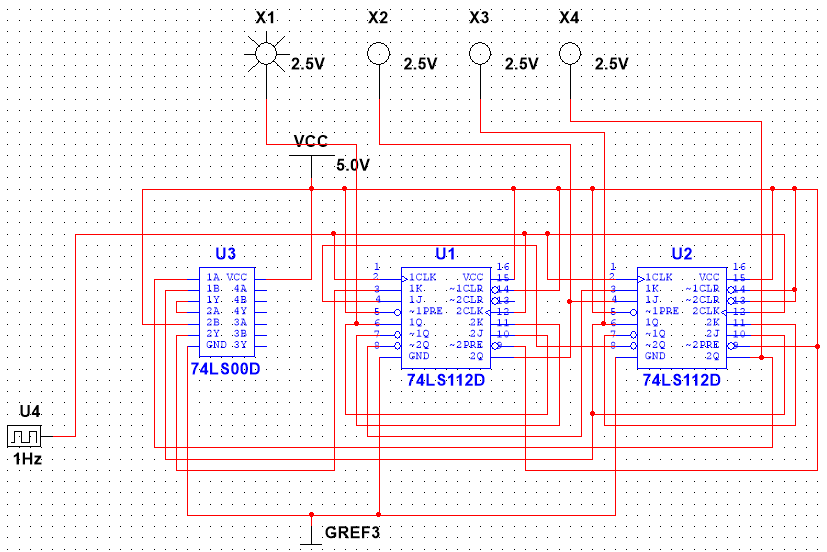 X1 X2 X3 X4
2.5V 2.5V 2.5V 2.5V
VCC
5.0V
U3 U1 U2
1A VCC
1B 4A
1Y 4B
2A 4Y
2B 3A
2Y 3B
GND 3Y
74LS00D
1 16
2 1CLK VCC 15
3 1K ~1CLR 14
4 1J ~2CLR 13
5 ~1PRE 2CLK 12
6 1Q 2K 11
7 ~1Q 2J 10
8 ~2Q ~2PRE 9
GND 2Q
74LS112D
1 16
2 1CLK VCC 15
3 1K ~1CLR 14
4 1J ~2CLR 13
5 ~1PRE 2CLK 12
6 1Q 2K 11
7 ~1Q 2J 10
8 ~2Q ~2PRE 9
GND 2Q
74LS112D
U4
1Hz
GREF3